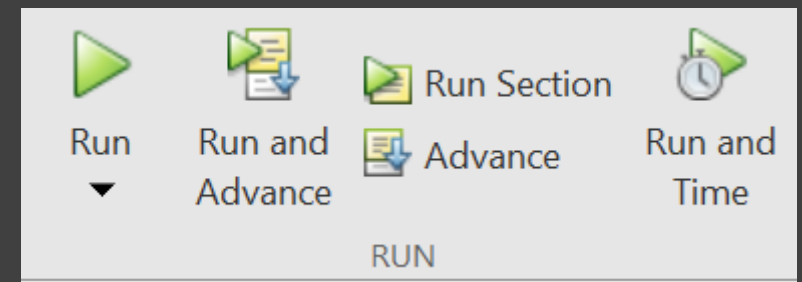 Run
Run and
Advance
Run Section
Advance
Run and
Time
RUN